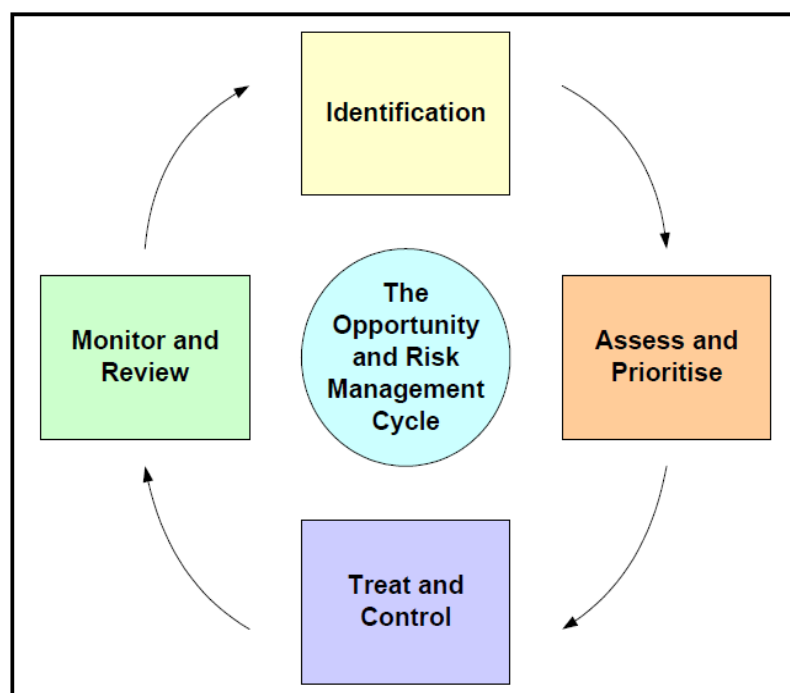 Identification
The
Opportunity
and Risk
Management
Cycle
Monitor and
Review
Assess and
Prioritise
Treat and
Control